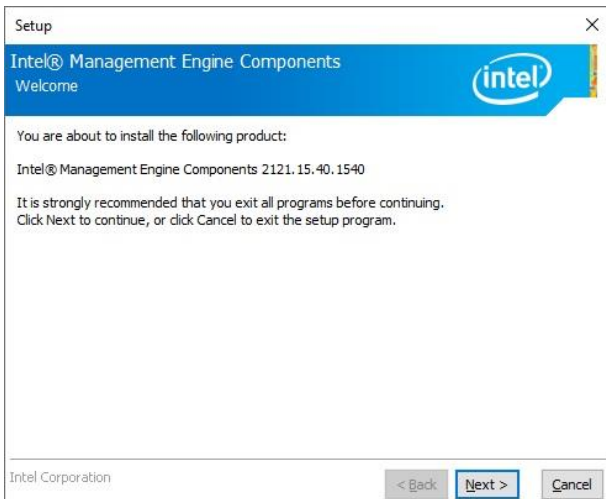 Setup
Intel® Management Engine Components
Welcome
intel
You are about to install the following product:
Intel® Management Engine Components 2121.15.40.1540
It is strongly recommended that you exit all programs before continuing.
Click Next to continue, or click Cancel to exit the setup program.
Intel Corporation
< Back
Next >
Cancel